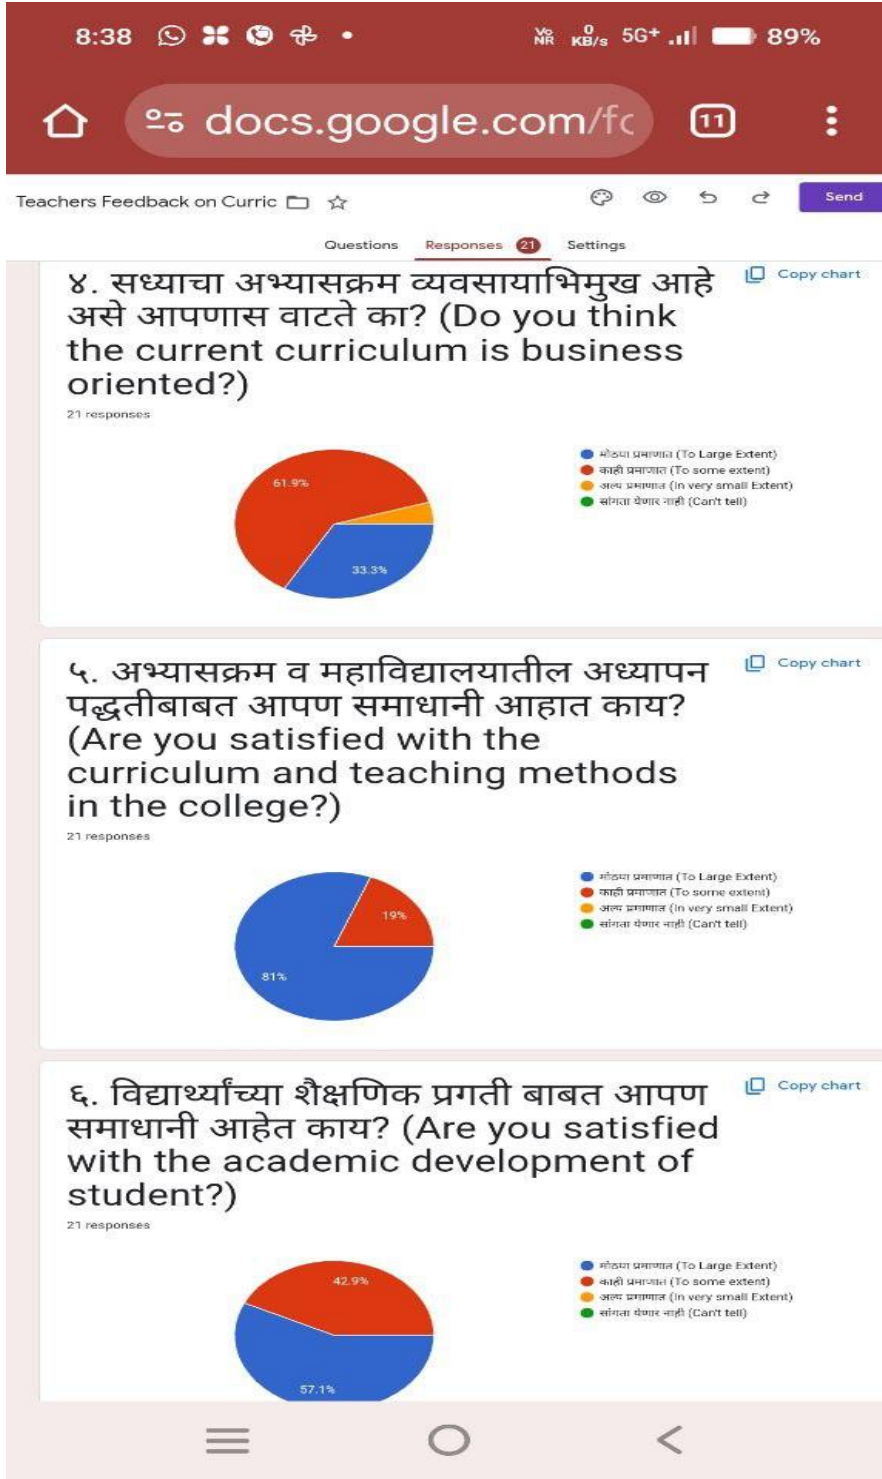 8:38
Vo NR 0 KB/s 5G+ 89%
docs.google.com/fo
11
Teachers Feedback on Curric
Send
Questions Responses 21 Settings
४. सध्याचा अभ्यासक्रम व्यवसायाभिमुख आहे
असे आपणास वाटते का? (Do you think
the current curriculum is business
oriented?)
Copy chart
21 responses
61.9%
33.3%
मोठया प्रमाणात (To Large Extent)
काही प्रमाणात (To some extent)
अल्प प्रमाणात (In very small Extent)
सांगता येणार नाही (Can't tell)
५. अभ्यासक्रम व महाविद्यालयातील अध्यापन
पद्धतीबाबत आपण समाधानी आहात काय?
(Are you satisfied with the
curriculum and teaching methods
in the college?)
Copy chart
21 responses
19%
81%
मोठया प्रमाणात (To Large Extent)
काही प्रमाणात (To some extent)
अल्प प्रमाणात (In very small Extent)
सांगता येणार नाही (Can't tell)
६. विद्यार्थ्यांच्या शैक्षणिक प्रगती बाबत आपण
समाधानी आहेत काय? (Are you satisfied
with the academic development of
student?)
Copy chart
21 responses
42.9%
57.1%
मोठया प्रमाणात (To Large Extent)
काही प्रमाणात (To some extent)
अल्प प्रमाणात (In very small Extent)
सांगता येणार नाही (Can't tell)